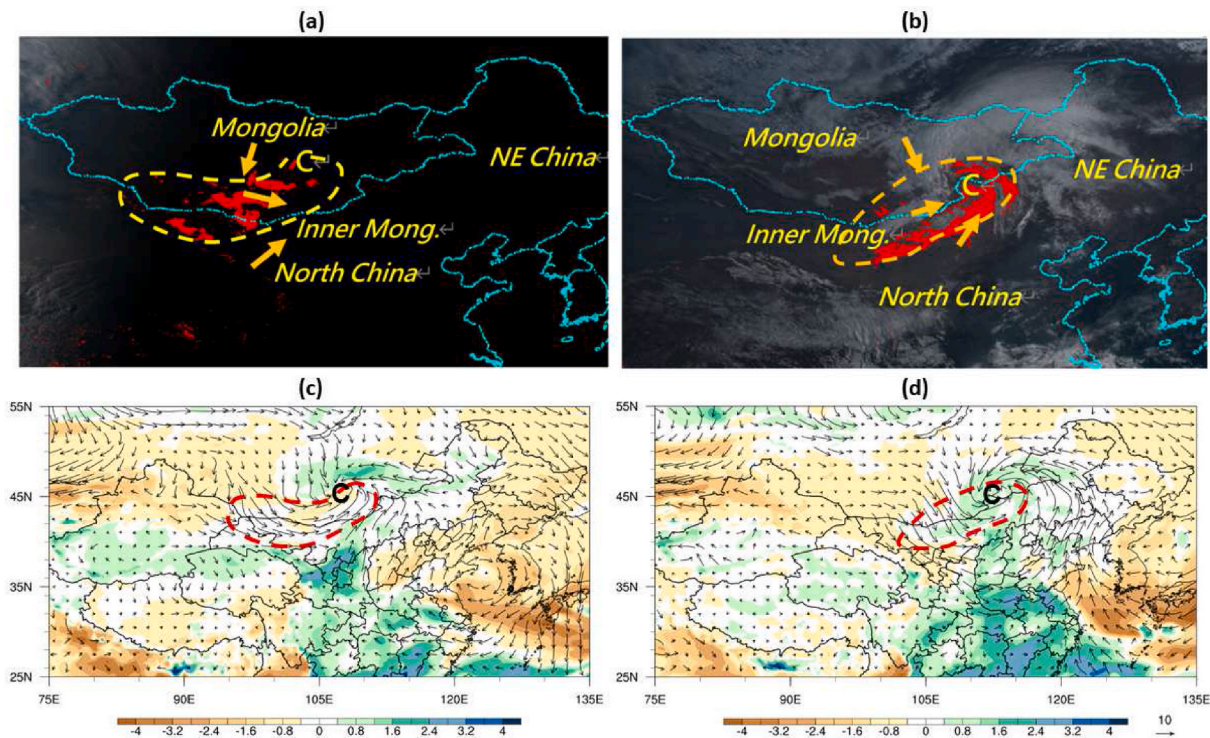 (a)
(b)
Mongolia↵
C↵
NE China↵
Inner Mong.↵
North China↵
Mongolia↵
NE China↵
C
Inner Mong.↵
North China↵
(c)
(d)
55N
45N
35N
25N
75E 90E 105E 120E 135E
C
55N
45N
35N
25N
75E 90E 105E 120E 135E
C
-4 -3.2 -2.4 -1.6 -0.8 0 0.8 1.6 2.4 3.2 4
-4 -3.2 -2.4 -1.6 -0.8 0 0.8 1.6 2.4 3.2 4
10